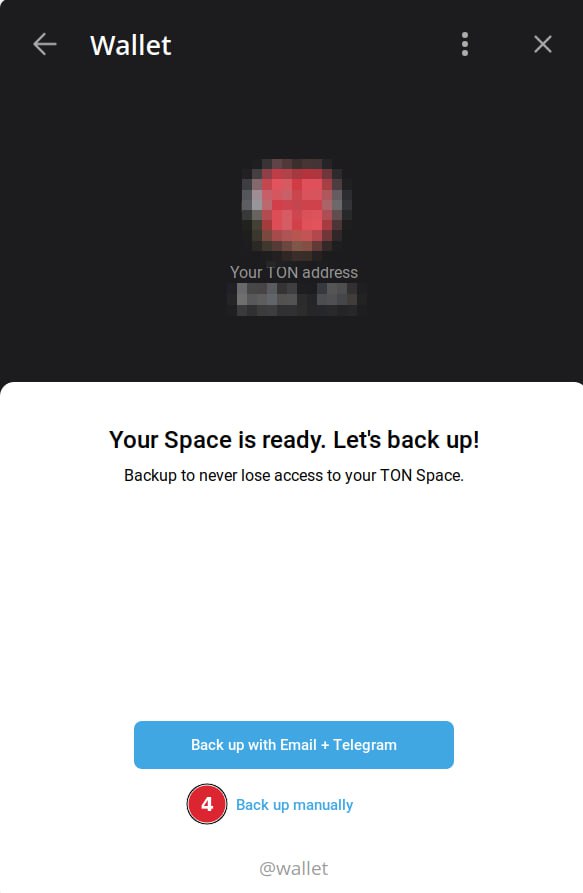 Wallet
Your TON address
Your Space is ready. Let's back up!
Backup to never lose access to your TON Space.
Back up with Email + Telegram
4 Back up manually
@wallet